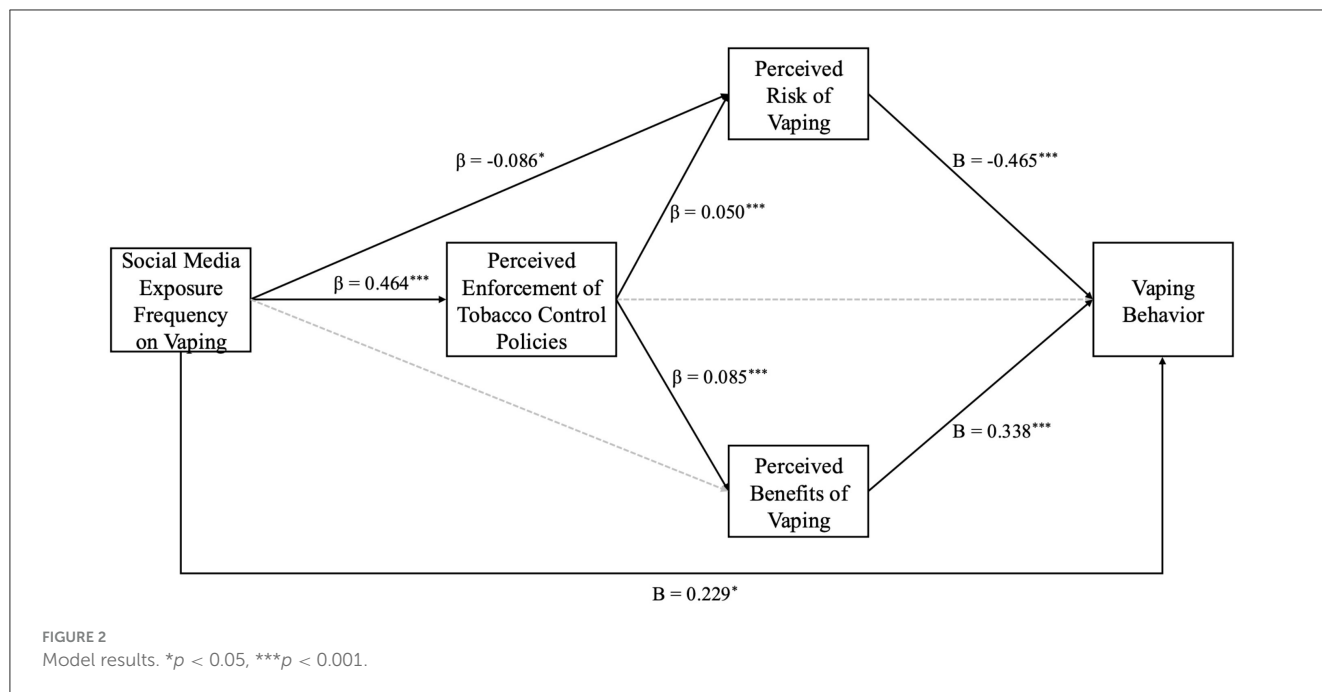 Perceived
Risk of
Vaping
β = -0.086*
B = -0.465***
β = 0.050***
Social Media
Exposure
Frequency
on Vaping
β = 0.464***
Perceived
Enforcement of
Tobacco Control
Policies
Vaping
Behavior
β = 0.085***
B = 0.338***
Perceived
Benefits of
Vaping
B = 0.229*
FIGURE 2
Model results. *p < 0.05, ***p < 0.001.